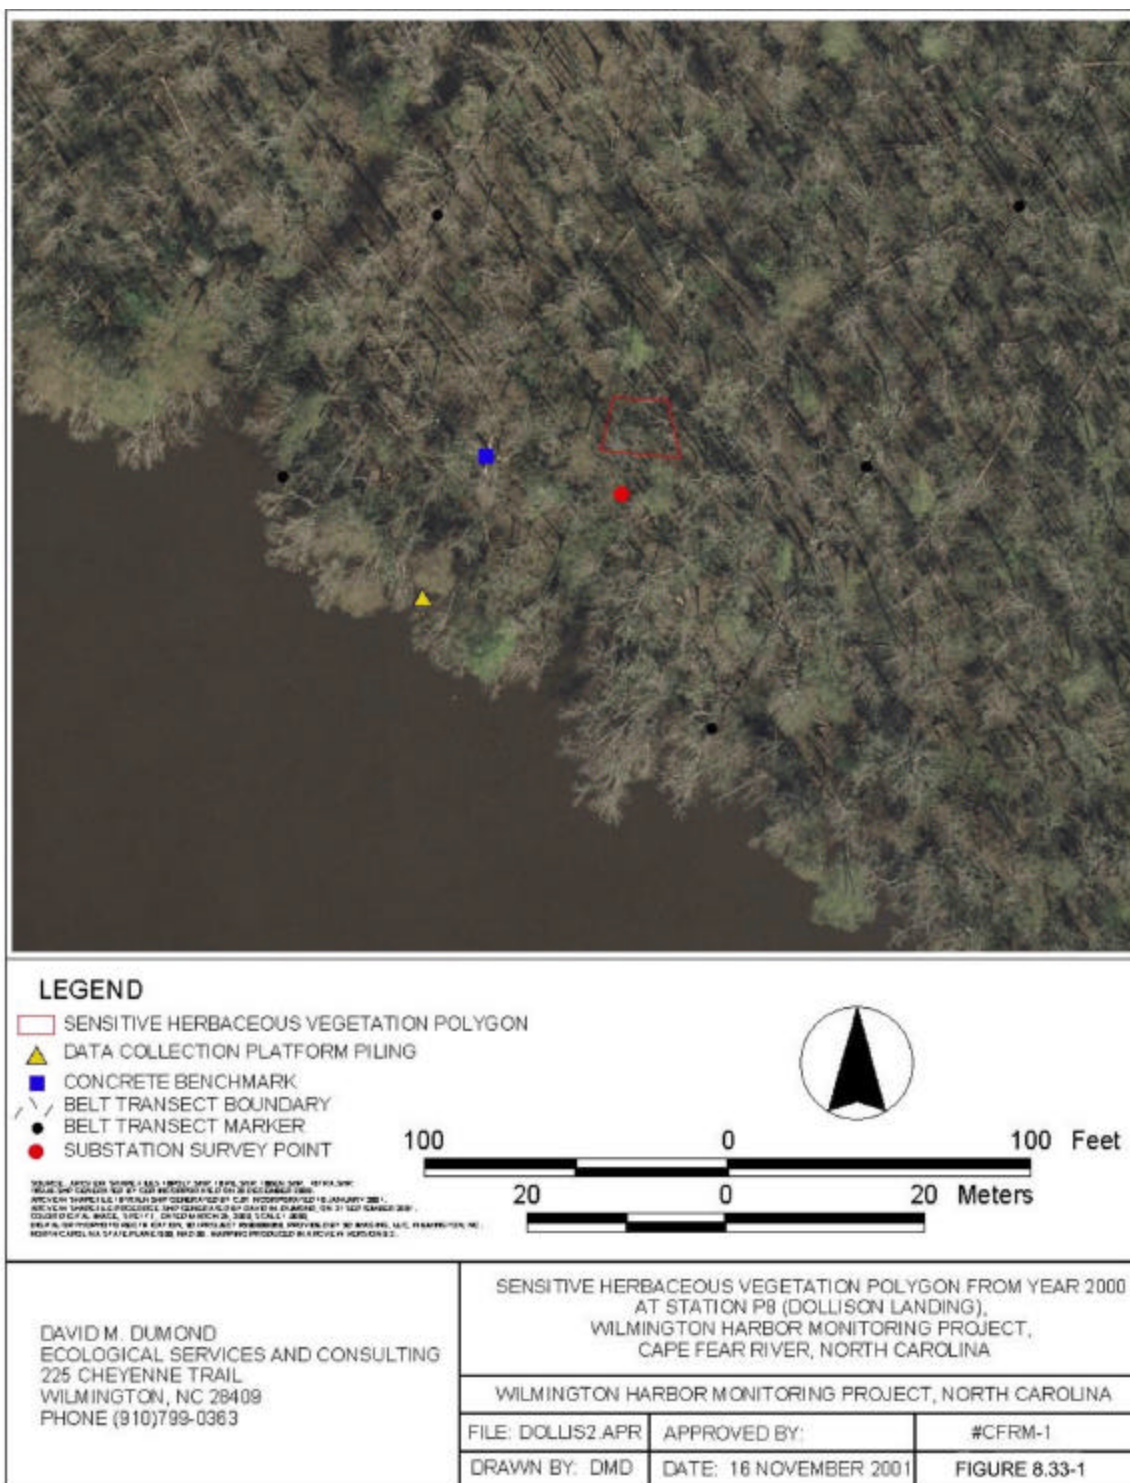 LEGEND
SENSITIVE HERBACEOUS VEGETATION POLYGON
DATA COLLECTION PLATFORM PILING
CONCRETE BENCHMARK
BELT TRANSECT BOUNDARY
BELT TRANSECT MARKER
SUBSTATION SURVEY POINT
100 0 100 Feet
20 0 20 Meters
DAVID M. DUMOND
ECOLOGICAL SERVICES AND CONSULTING
225 CHEYENNE TRAIL
WILMINGTON, NC 28409
PHONE (910)799-0363
SENSITIVE HERBACEOUS VEGETATION POLYGON FROM YEAR 2000
AT STATION P8 (DOLLISON LANDING),
WILMINGTON HARBOR MONITORING PROJECT,
CAPE FEAR RIVER, NORTH CAROLINA
WILMINGTON HARBOR MONITORING PROJECT, NORTH CAROLINA
FILE: DOLLIS2.APR
APPROVED BY:
#CFRM-1
DRAWN BY: DMD
DATE: 16 NOVEMBER 2001
FIGURE 8.33-1